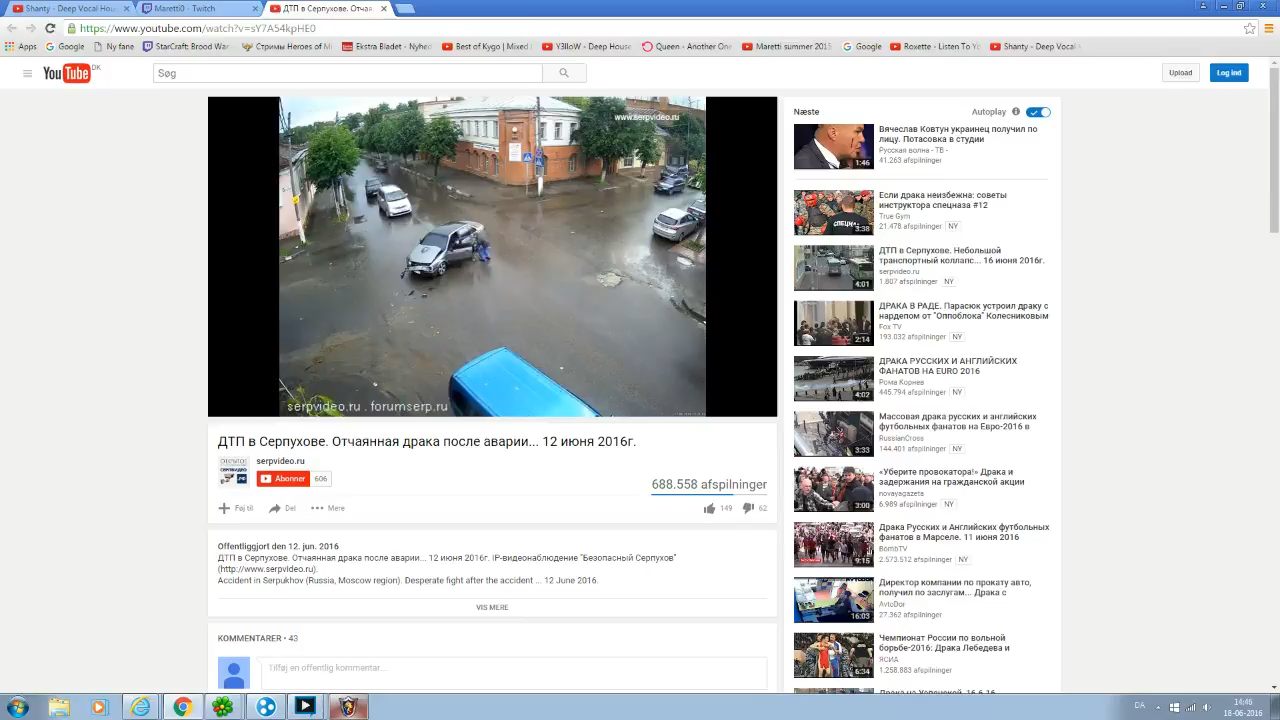 Shanty - Deep Vocal Hous
Maretti0 - Twitch
ДТП в Серпухове. Отчая
https://www.youtube.com/watch?v=sY7A54kpHE0
Apps
Google
Ny fane
StarCraft: Brood War -
Стримы Heroes of Mi
Ekstra Bladet - Nyhed
Best of Kygo | Mixed
Y3llOW - Deep House
Queen - Another One
Maretti summer 2015
Google
Roxette - Listen To Yo
Shanty - Deep Vocal
YouTube DK
Søg
Upload
Log ind
www.serpvideo.ru
serpvideo.ru . forumserp.ru
ДТП в Серпухове. Отчаянная драка после аварии... 12 июня 2016г.
serpvideo.ru
Abonner 606
688.558 afspilninger
Føj til
Del
Mere
149
62
Offentliggjort den 12. jun. 2016
ДТП в Серпухове. Отчаянная драка после аварии... 12 июня 2016г. IP-видеонаблюдение "Безопасный Серпухов"
(http://www.serpvideo.ru).
Accident in Serpukhov (Russia, Moscow region). Desperate fight after the accident ... 12 June 2016.
VIS MERE
KOMMENTARER • 43
Tilføj en offentlig kommentar...
Næste
Autoplay
1:46
Вячеслав Ковтун украинец получил по
лицу. Потасовка в студии
Русская волна - ТВ -
41.263 afspilninger
3:38
Если драка неизбежна: советы
инструктора спецназа #12
True Gym
21.478 afspilninger NY
4:01
ДТП в Серпухове. Небольшой
транспортный коллапс... 16 июня 2016г.
serpvideo.ru
1.807 afspilninger NY
2:14
ДРАКА В РАДЕ. Парасюк устроил драку с
нардепом от "Оппоблока" Колесниковым
Fox TV
193.032 afspilninger NY
4:02
ДРАКА РУССКИХ И АНГЛИЙСКИХ
ФАНАТОВ НА EURO 2016
Рома Корнев
445.794 afspilninger NY
3:33
Массовая драка русских и английских
футбольных фанатов на Евро-2016 в
RussianCross
144.401 afspilninger NY
3:00
«Уберите провокатора!» Драка и
задержания на гражданской акции
novayagazeta
6.989 afspilninger NY
9:15
Драка Русских и Английских футбольных
фанатов в Марселе. 11 июня 2016
BombTV
2.573.512 afspilninger NY
16:03
Директор компании по прокату авто,
получил по заслугам... Драка с
AvtoDor
27.362 afspilninger
6:34
Чемпионат России по вольной
борьбе-2016: Драка Лебедева и
ЯСИА
1.258.883 afspilninger
DA
14:46
18-06-2016